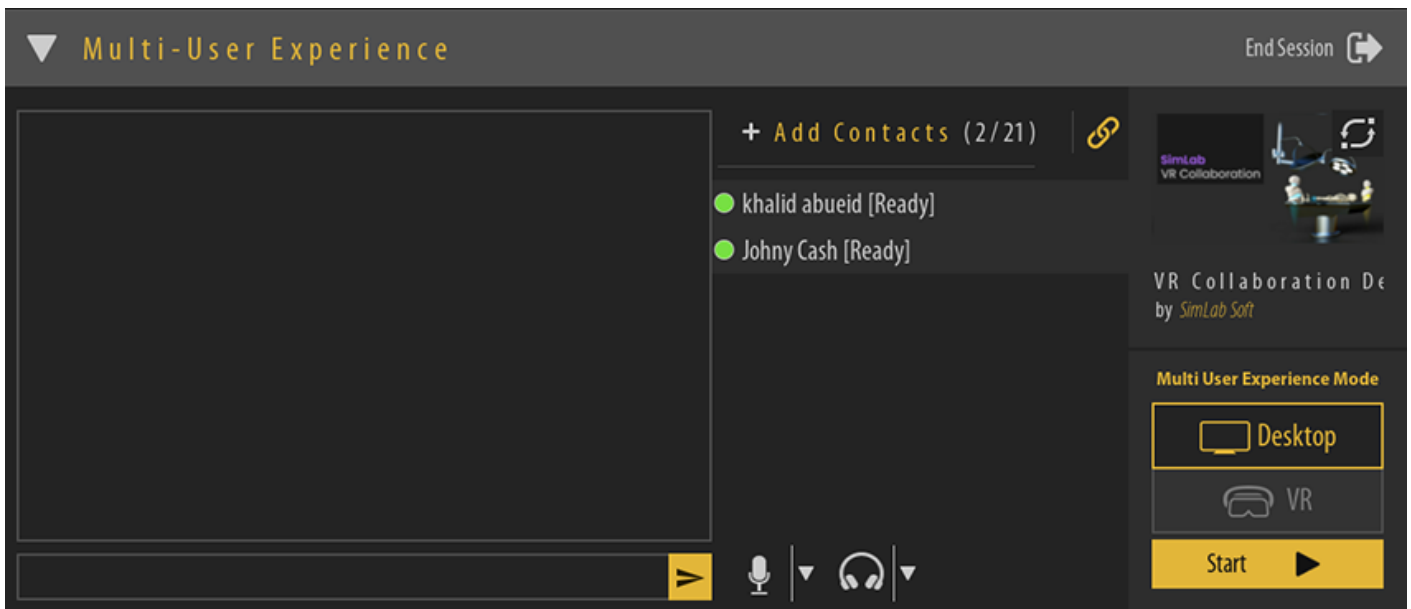 Multi-User Experience
End Session
+ Add Contacts (2/21)
khalid abueid [Ready]
Johny Cash [Ready]
SimLab
VR Collaboration
VR Collaboration De
by SimLab Soft
Multi User Experience Mode
Desktop
VR
Start